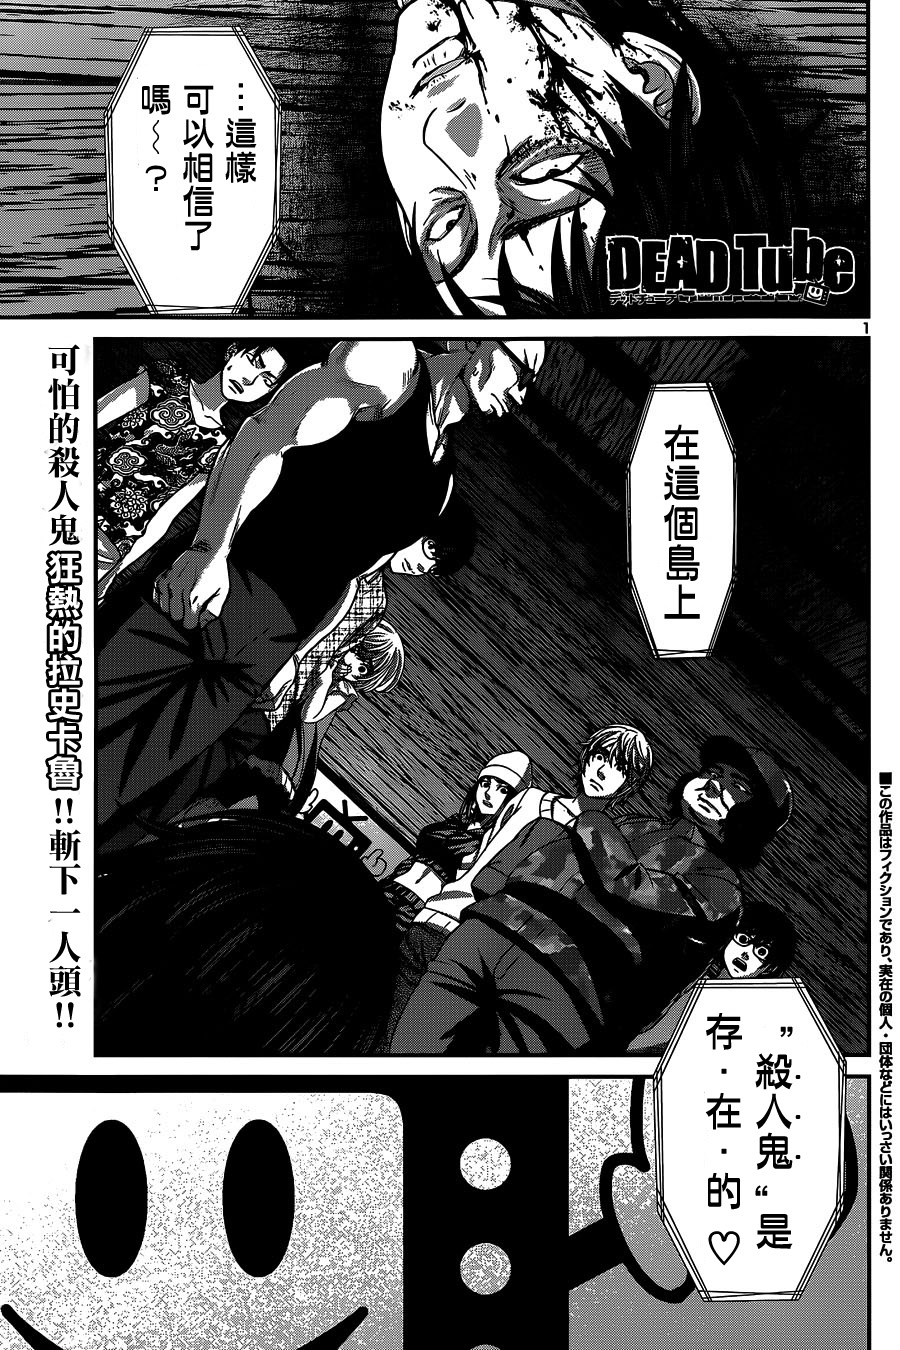 …這樣
可以相信了
嗎～？
DEAD Tube
デッドチューブ
1
在這個島上
可怕的殺人鬼狂熱的拉史卡魯!!斬下一人頭!!
■この作品はフィクションであり、実在の個人・団体などにはいっさい関係ありません。
”殺人鬼“是
存・在・的♡